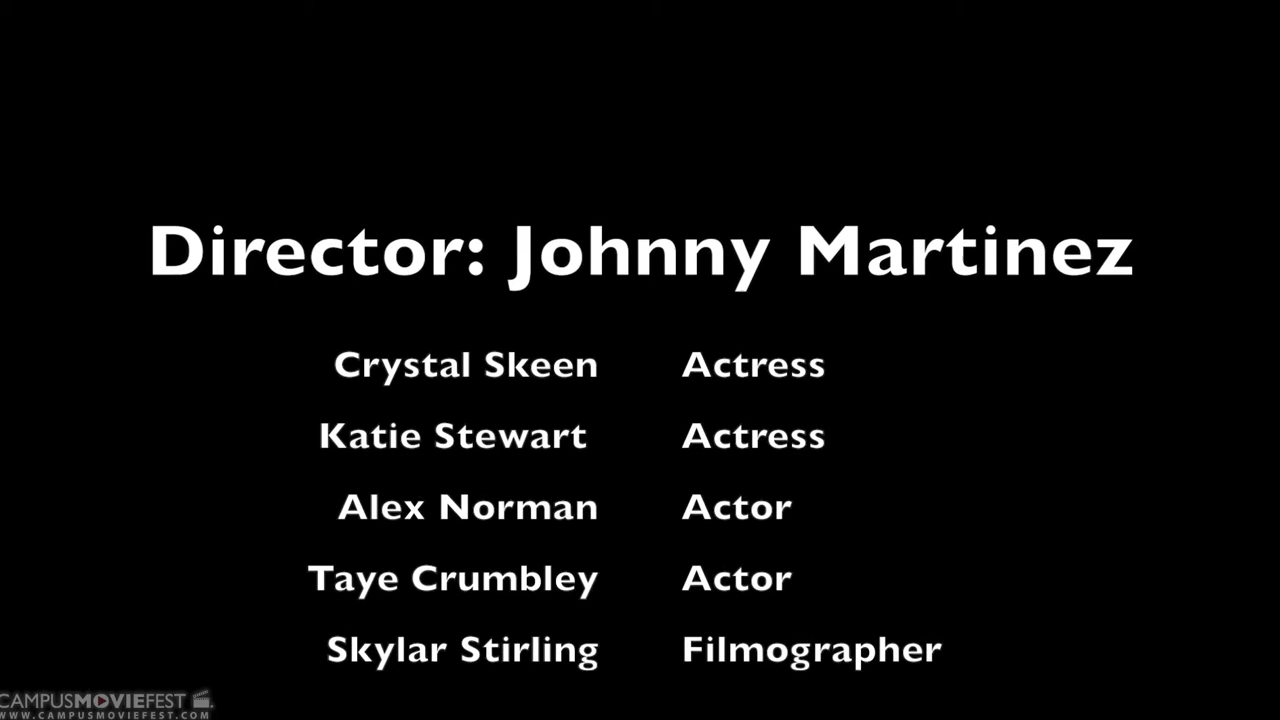 Director: Johnny Martinez
Crystal Skeen Actress
Katie Stewart Actress
Alex Norman Actor
Taye Crumbley Actor
Skylar Stirling Filmographer
CAMPUSMOVIEFEST
WWW.CAMPUSMOVIEFEST.COM